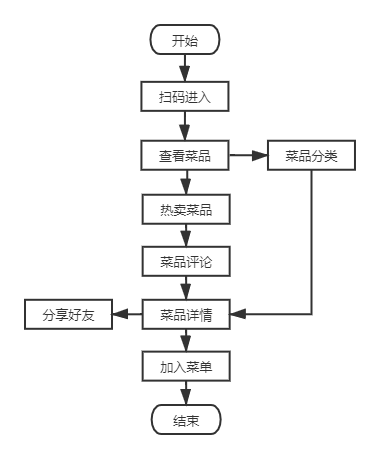 开始
扫码进入
查看菜品
菜品分类
热卖菜品
菜品评论
分享好友
菜品详情
加入菜单
结束